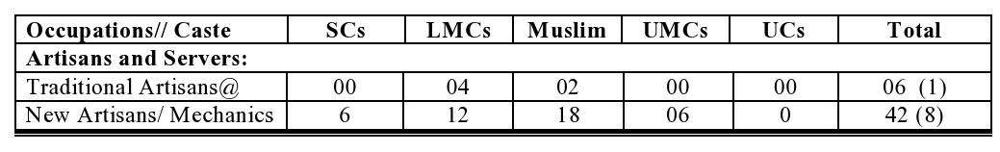 Occupations// Caste SCs LMCs Muslim UMCs UCs Total
Artisans and Servers:
Traditional Artisans@ 00 04 02 00 00 06 (1)
New Artisans/ Mechanics 6 12 18 06 0 42 (8)